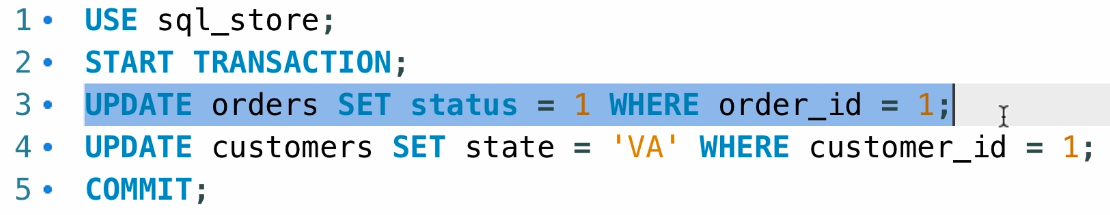 1 USE sql_store;
2 START TRANSACTION;
3 UPDATE orders SET status = 1 WHERE order_id = 1;
4 UPDATE customers SET state = 'VA' WHERE customer_id = 1;
5 COMMIT;